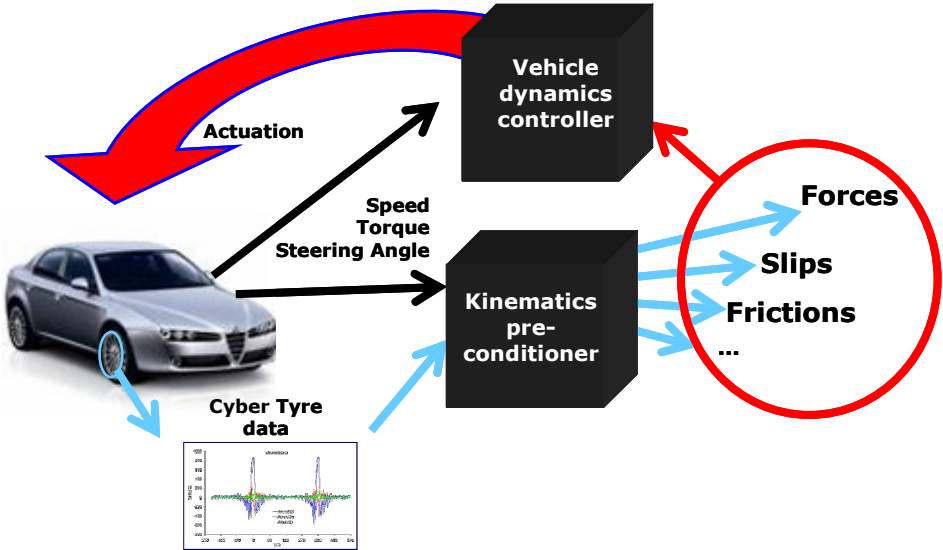 Vehicle
dynamics
controller
Actuation
Speed
Torque
Steering Angle
Forces
Slips
Frictions
...
Kinematics
pre-
conditioner
Cyber Tyre
data